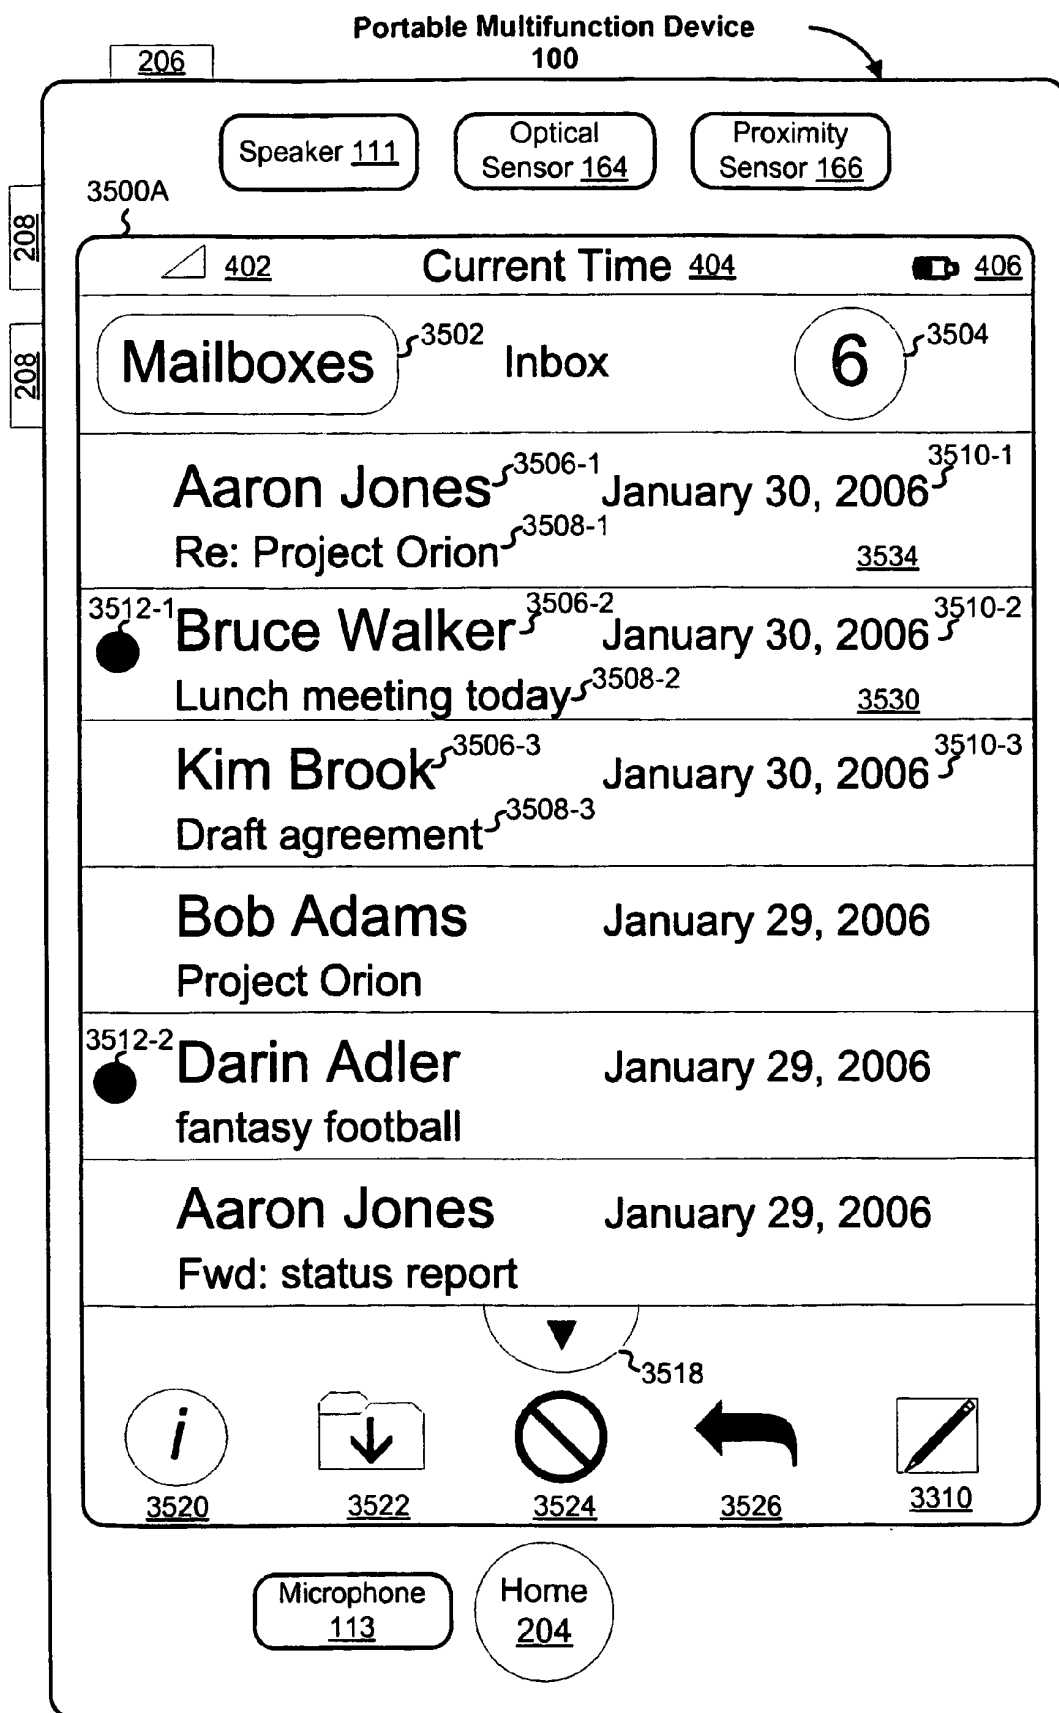 Portable Multifunction Device
100
206
Speaker 111
Optical
Sensor 164
Proximity
Sensor 166
3500A
208
208
402
Current Time 404
406
Mailboxes
3502
Inbox
6
3504
Aaron Jones
3506-1
January 30, 2006
3510-1
Re: Project Orion
3508-1
3534
3512-1
Bruce Walker
3506-2
January 30, 2006
3510-2
Lunch meeting today
3508-2
3530
Kim Brook
3506-3
January 30, 2006
3510-3
Draft agreement
3508-3
Bob Adams
January 29, 2006
Project Orion
3512-2
Darin Adler
January 29, 2006
fantasy football
Aaron Jones
January 29, 2006
Fwd: status report
3518
i
3520
3522
3524
3526
3310
Microphone
113
Home
204